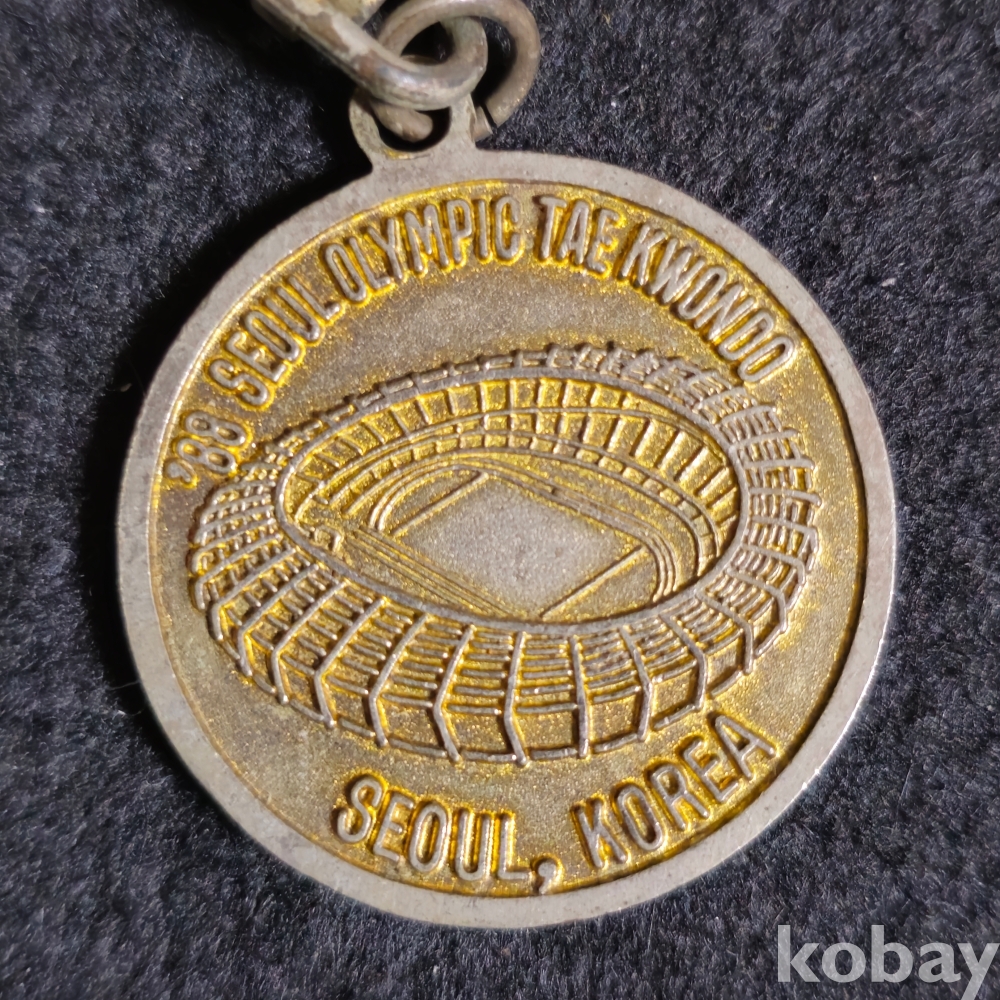 '88 SEOUL OLYMPIC TAE KWONDO
SEOUL, KOREA
kobay